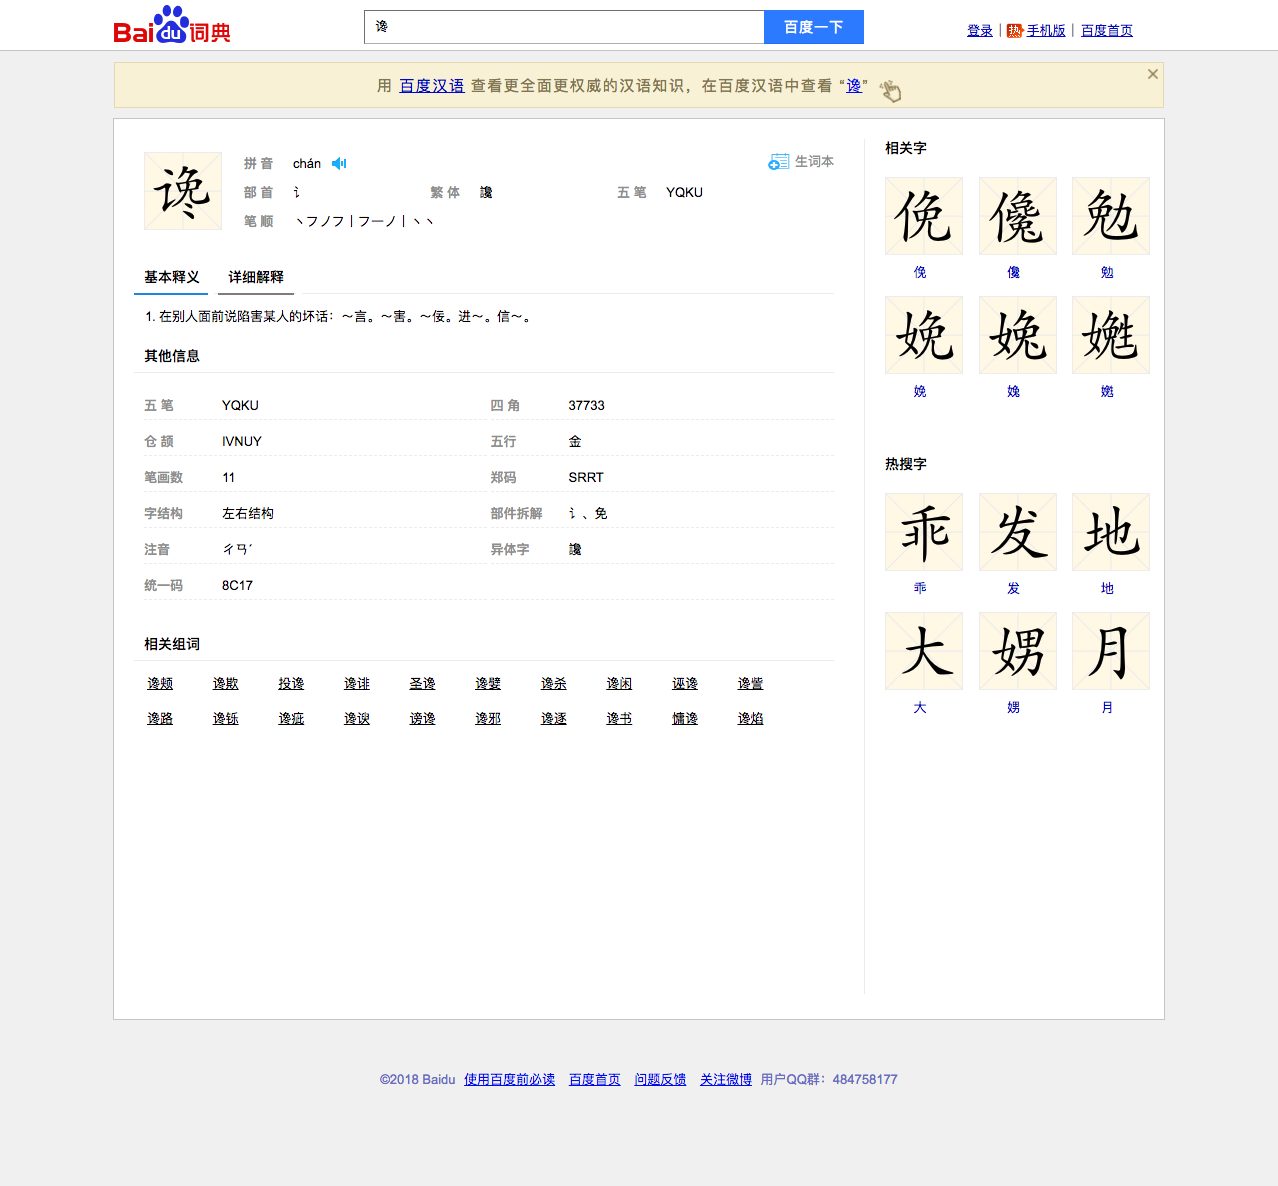 Baidu词典
谗
百度一下
登录 | 热 手机版 | 百度首页
用 百度汉语 查看更全面更权威的汉语知识，在百度汉语中查看 “谗”
谗
拼 音 chán
生词本
部 首 讠 繁 体 讒 五 笔 YQKU
笔 顺 丶フノフ丨フ一ノ丨丶丶
基本释义 详细解释
1. 在别人面前说陷害某人的坏话：～言。～害。～佞。进～。信～。
其他信息
五 笔 YQKU 四 角 37733
仓 颉 IVNUY 五行 金
笔画数 11 郑码 SRRT
字结构 左右结构 部件拆解 讠、免
注音 ㄔㄢˊ 异体字 讒
统一码 8C17
相关组词
谗颊 谗欺 投谗 谗诽 圣谗 谗嬖 谗杀 谗闲 诬谗 谗訾
谗路 谗铄 谗疵 谗谀 谤谗 谗邪 谗逐 谗书 慵谗 谗焰
相关字
俛 儳 勉
俛 儳 勉
娩 㝹
娩
热搜字
乖 发 地
乖 发 地
大 娚 月
大 娚 月
©2018 Baidu 使用百度前必读 百度首页 问题反馈 关注微博 用户QQ群：484758177